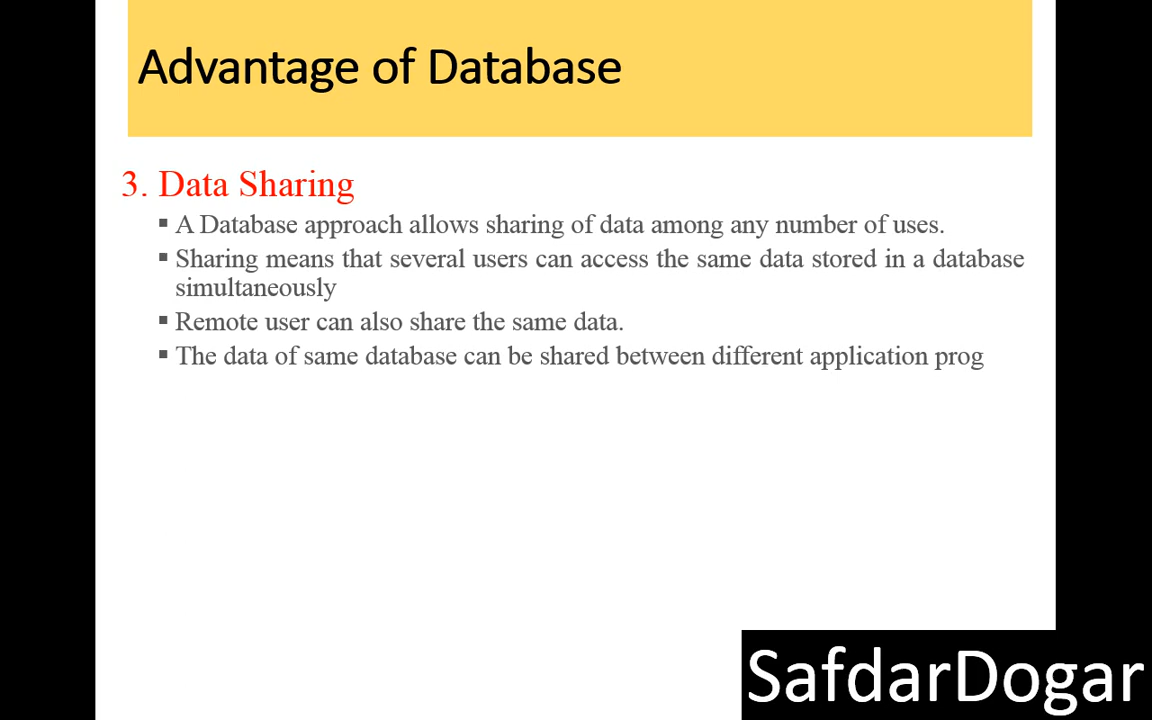 Advantage of Database
3. Data Sharing
▪ A Database approach allows sharing of data among any number of uses.
▪ Sharing means that several users can access the same data stored in a database
simultaneously
▪ Remote user can also share the same data.
▪ The data of same database can be shared between different application prog
SafdarDogar